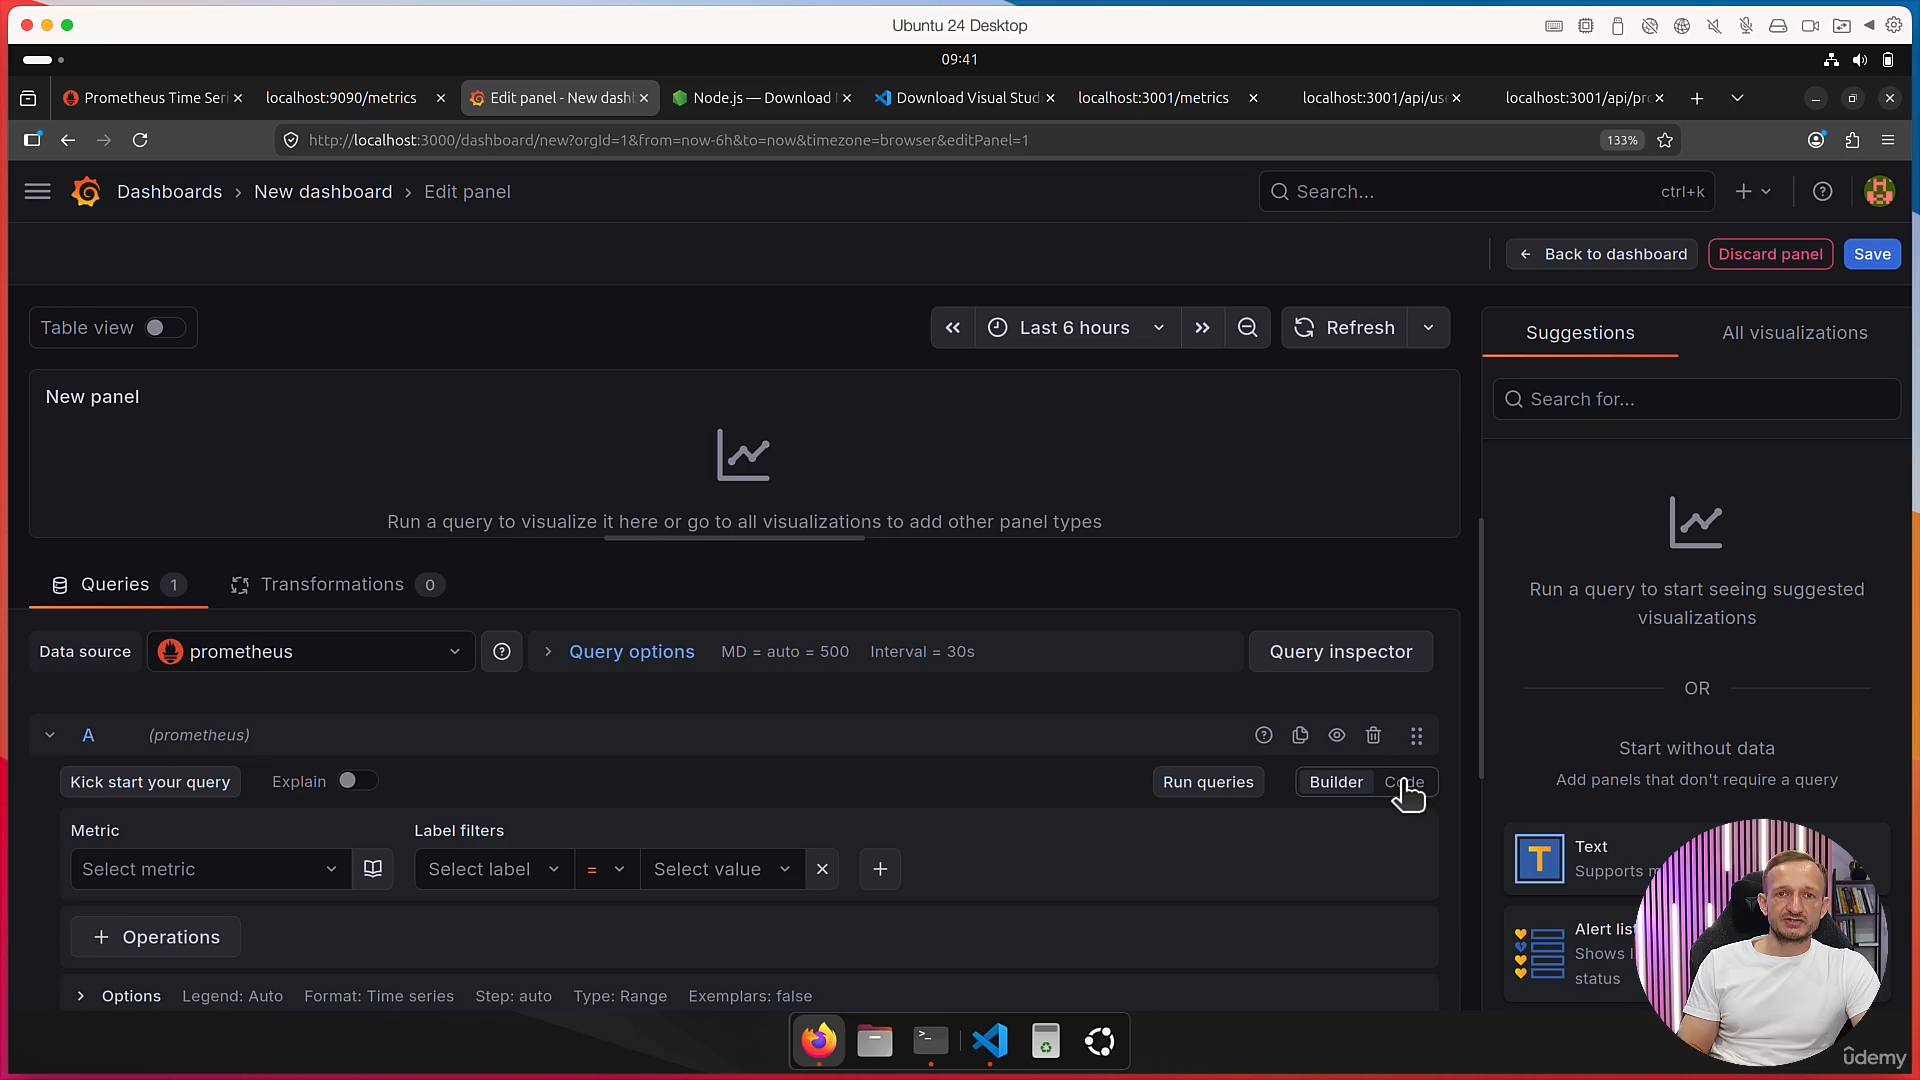 Ubuntu 24 Desktop
09:41
Prometheus Time Seri
localhost:9090/metrics
Edit panel - New dashb
Node.js — Download
Download Visual Studi
localhost:3001/metrics
localhost:3001/api/use
localhost:3001/api/pro
http://localhost:3000/dashboard/new?orgId=1&from=now-6h&to=now&timezone=browser&editPanel=1
133%
Dashboards › New dashboard › Edit panel
Search...
ctrl+k
Back to dashboard
Discard panel
Save
Table view
Last 6 hours
Refresh
Suggestions
All visualizations
New panel
Search for...
Run a query to visualize it here or go to all visualizations to add other panel types
Run a query to start seeing suggested
visualizations
Queries 1
Transformations 0
Data source
prometheus
Query options
MD = auto = 500
Interval = 30s
Query inspector
OR
A
(prometheus)
Start without data
Add panels that don't require a query
Kick start your query
Explain
Run queries
Builder
Code
Metric
Label filters
Text
Select metric
Select label
=
Select value
Supports
+ Operations
Alert list
Shows
status
Options
Legend: Auto
Format: Time series
Step: auto
Type: Range
Exemplars: false
udemy